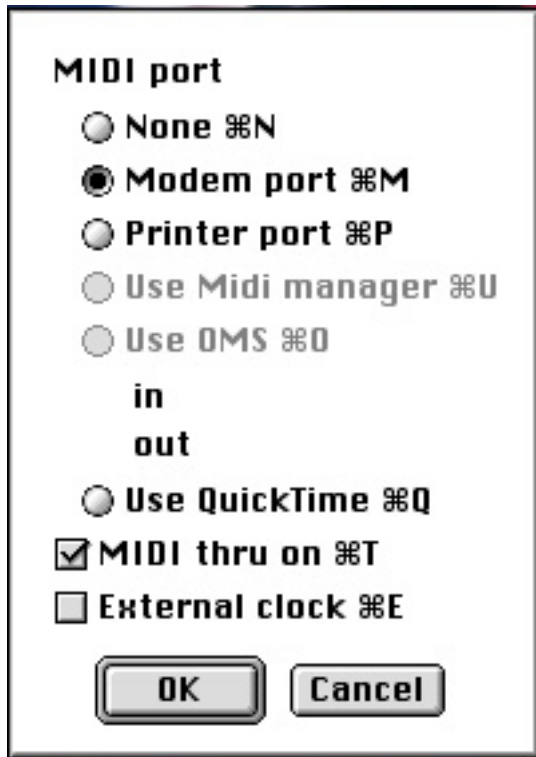 MIDI port
None ⌘N
Modem port ⌘M
Printer port ⌘P
Use Midi manager ⌘U
Use OMS ⌘O
in
out
Use QuickTime ⌘Q
MIDI thru on ⌘T
External clock ⌘E
OK Cancel